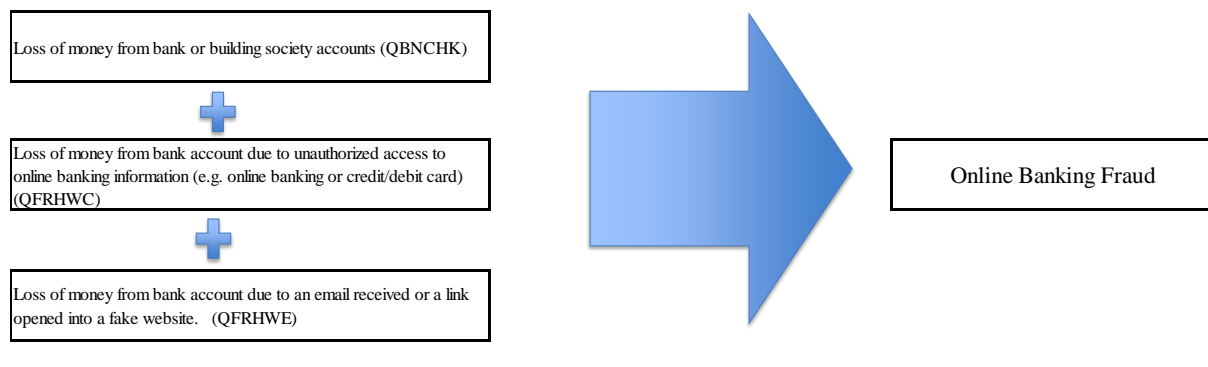 Loss of money from bank or building society accounts (QBNCHK)
Loss of money from bank account due to unauthorized access to
online banking information (e.g. online banking or credit/debit card)
(QFRHWC)
Loss of money from bank account due to an email received or a link
opened into a fake website. (QFRHWE)
Online Banking Fraud